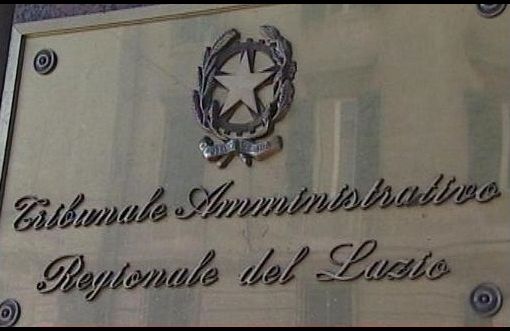 Tribunale Amministrativo
Regionale del Lazio